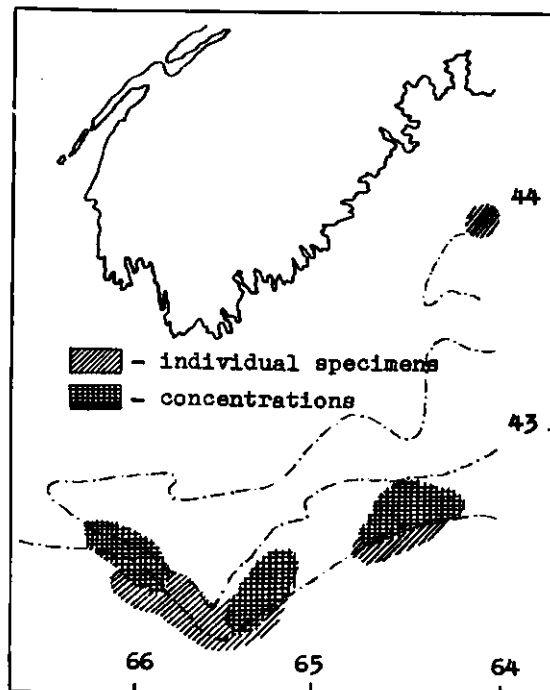 44
- individual specimens
- concentrations
43
66 65 64